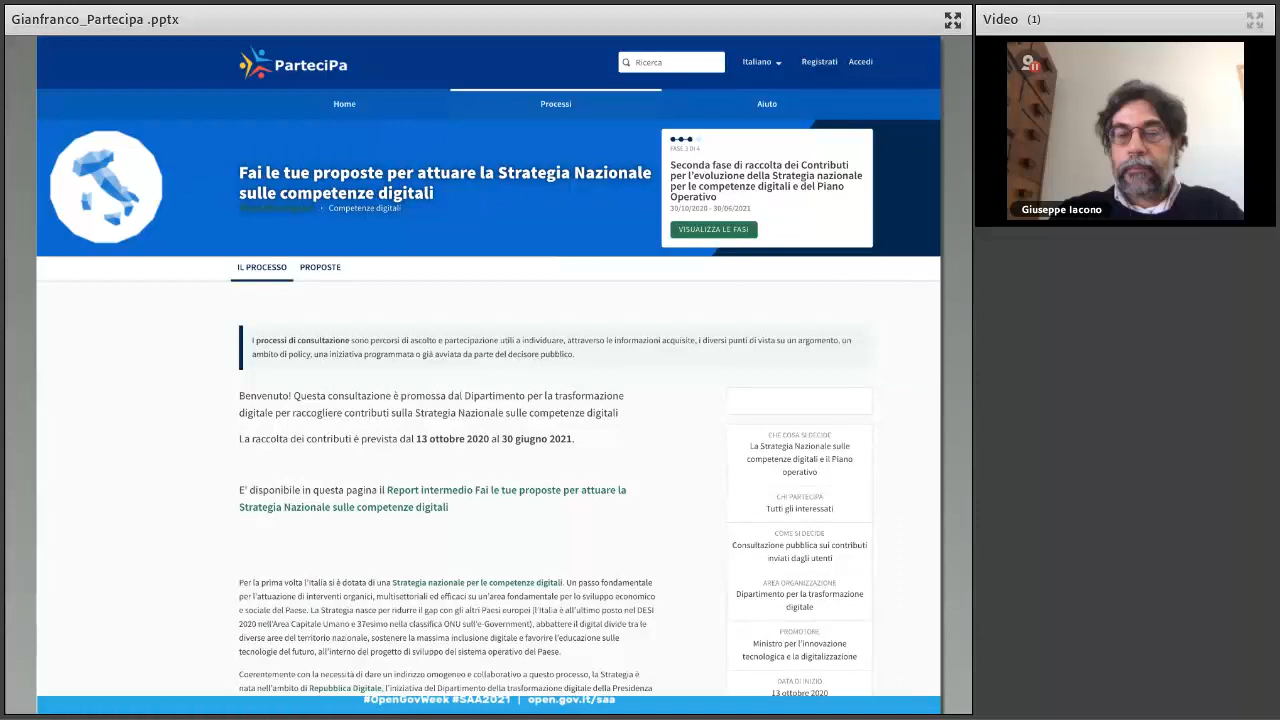 Gianfranco_Partecipa .pptx
Video (1)
ParteciPa
Ricerca
Italiano
Registrati
Accedi
Home
Processi
Aiuto
Fai le tue proposte per attuare la Strategia Nazionale
sulle competenze digitali
Competenze digitali
FASE 3 DI 4
Seconda fase di raccolta dei Contributi
per l'evoluzione della Strategia nazionale
per le competenze digitali e del Piano
Operativo
30/10/2020 - 30/06/2021
VISUALIZZA LE FASI
Giuseppe Iacono
IL PROCESSO
PROPOSTE
I processi di consultazione sono percorsi di ascolto e partecipazione utili a individuare, attraverso le informazioni acquisite, i diversi punti di vista su un argomento, un
ambito di policy, una iniziativa programmata o già avviata da parte del decisore pubblico.
Benvenuto! Questa consultazione è promossa dal Dipartimento per la trasformazione
digitale per raccogliere contributi sulla Strategia Nazionale sulle competenze digitali
La raccolta dei contributi è prevista dal 13 ottobre 2020 al 30 giugno 2021.
E' disponibile in questa pagina il Report intermedio Fai le tue proposte per attuare la
Strategia Nazionale sulle competenze digitali
Per la prima volta l'Italia si è dotata di una Strategia nazionale per le competenze digitali. Un passo fondamentale
per l'attuazione di interventi organici, multisettoriali ed efficaci su un'area fondamentale per lo sviluppo economico
e sociale del Paese. La Strategia nasce per ridurre il gap con gli altri Paesi europei (l'Italia è all'ultimo posto nel DESI
2020 nell'Area Capitale Umano e 37esimo nella classifica ONU sull'e-Government), abbattere il digital divide tra le
diverse aree del territorio nazionale, sostenere la massima inclusione digitale e favorire l'educazione sulle
tecnologie del futuro, all'interno del progetto di sviluppo del sistema operativo del Paese.
Coerentemente con la necessità di dare un indirizzo omogeneo e collaborativo a questo processo, la Strategia è
nata nell'ambito di Repubblica Digitale, l'iniziativa del Dipartimento della trasformazione digitale della Presidenza
CHE COSA SI DECIDE
La Strategia Nazionale sulle
competenze digitali e il Piano
operativo
CHI PARTECIPA
Tutti gli interessati
COME SI DECIDE
Consultazione pubblica sui contributi
inviati dagli utenti
AREA ORGANIZZAZIONE
Dipartimento per la trasformazione
digitale
PROMOTORE
Ministro per l'innovazione
tecnologica e la digitalizzazione
DATA DI INIZIO
13 ottobre 2020
#OpenGovWeek #SAA2021 | open.gov.it/saa